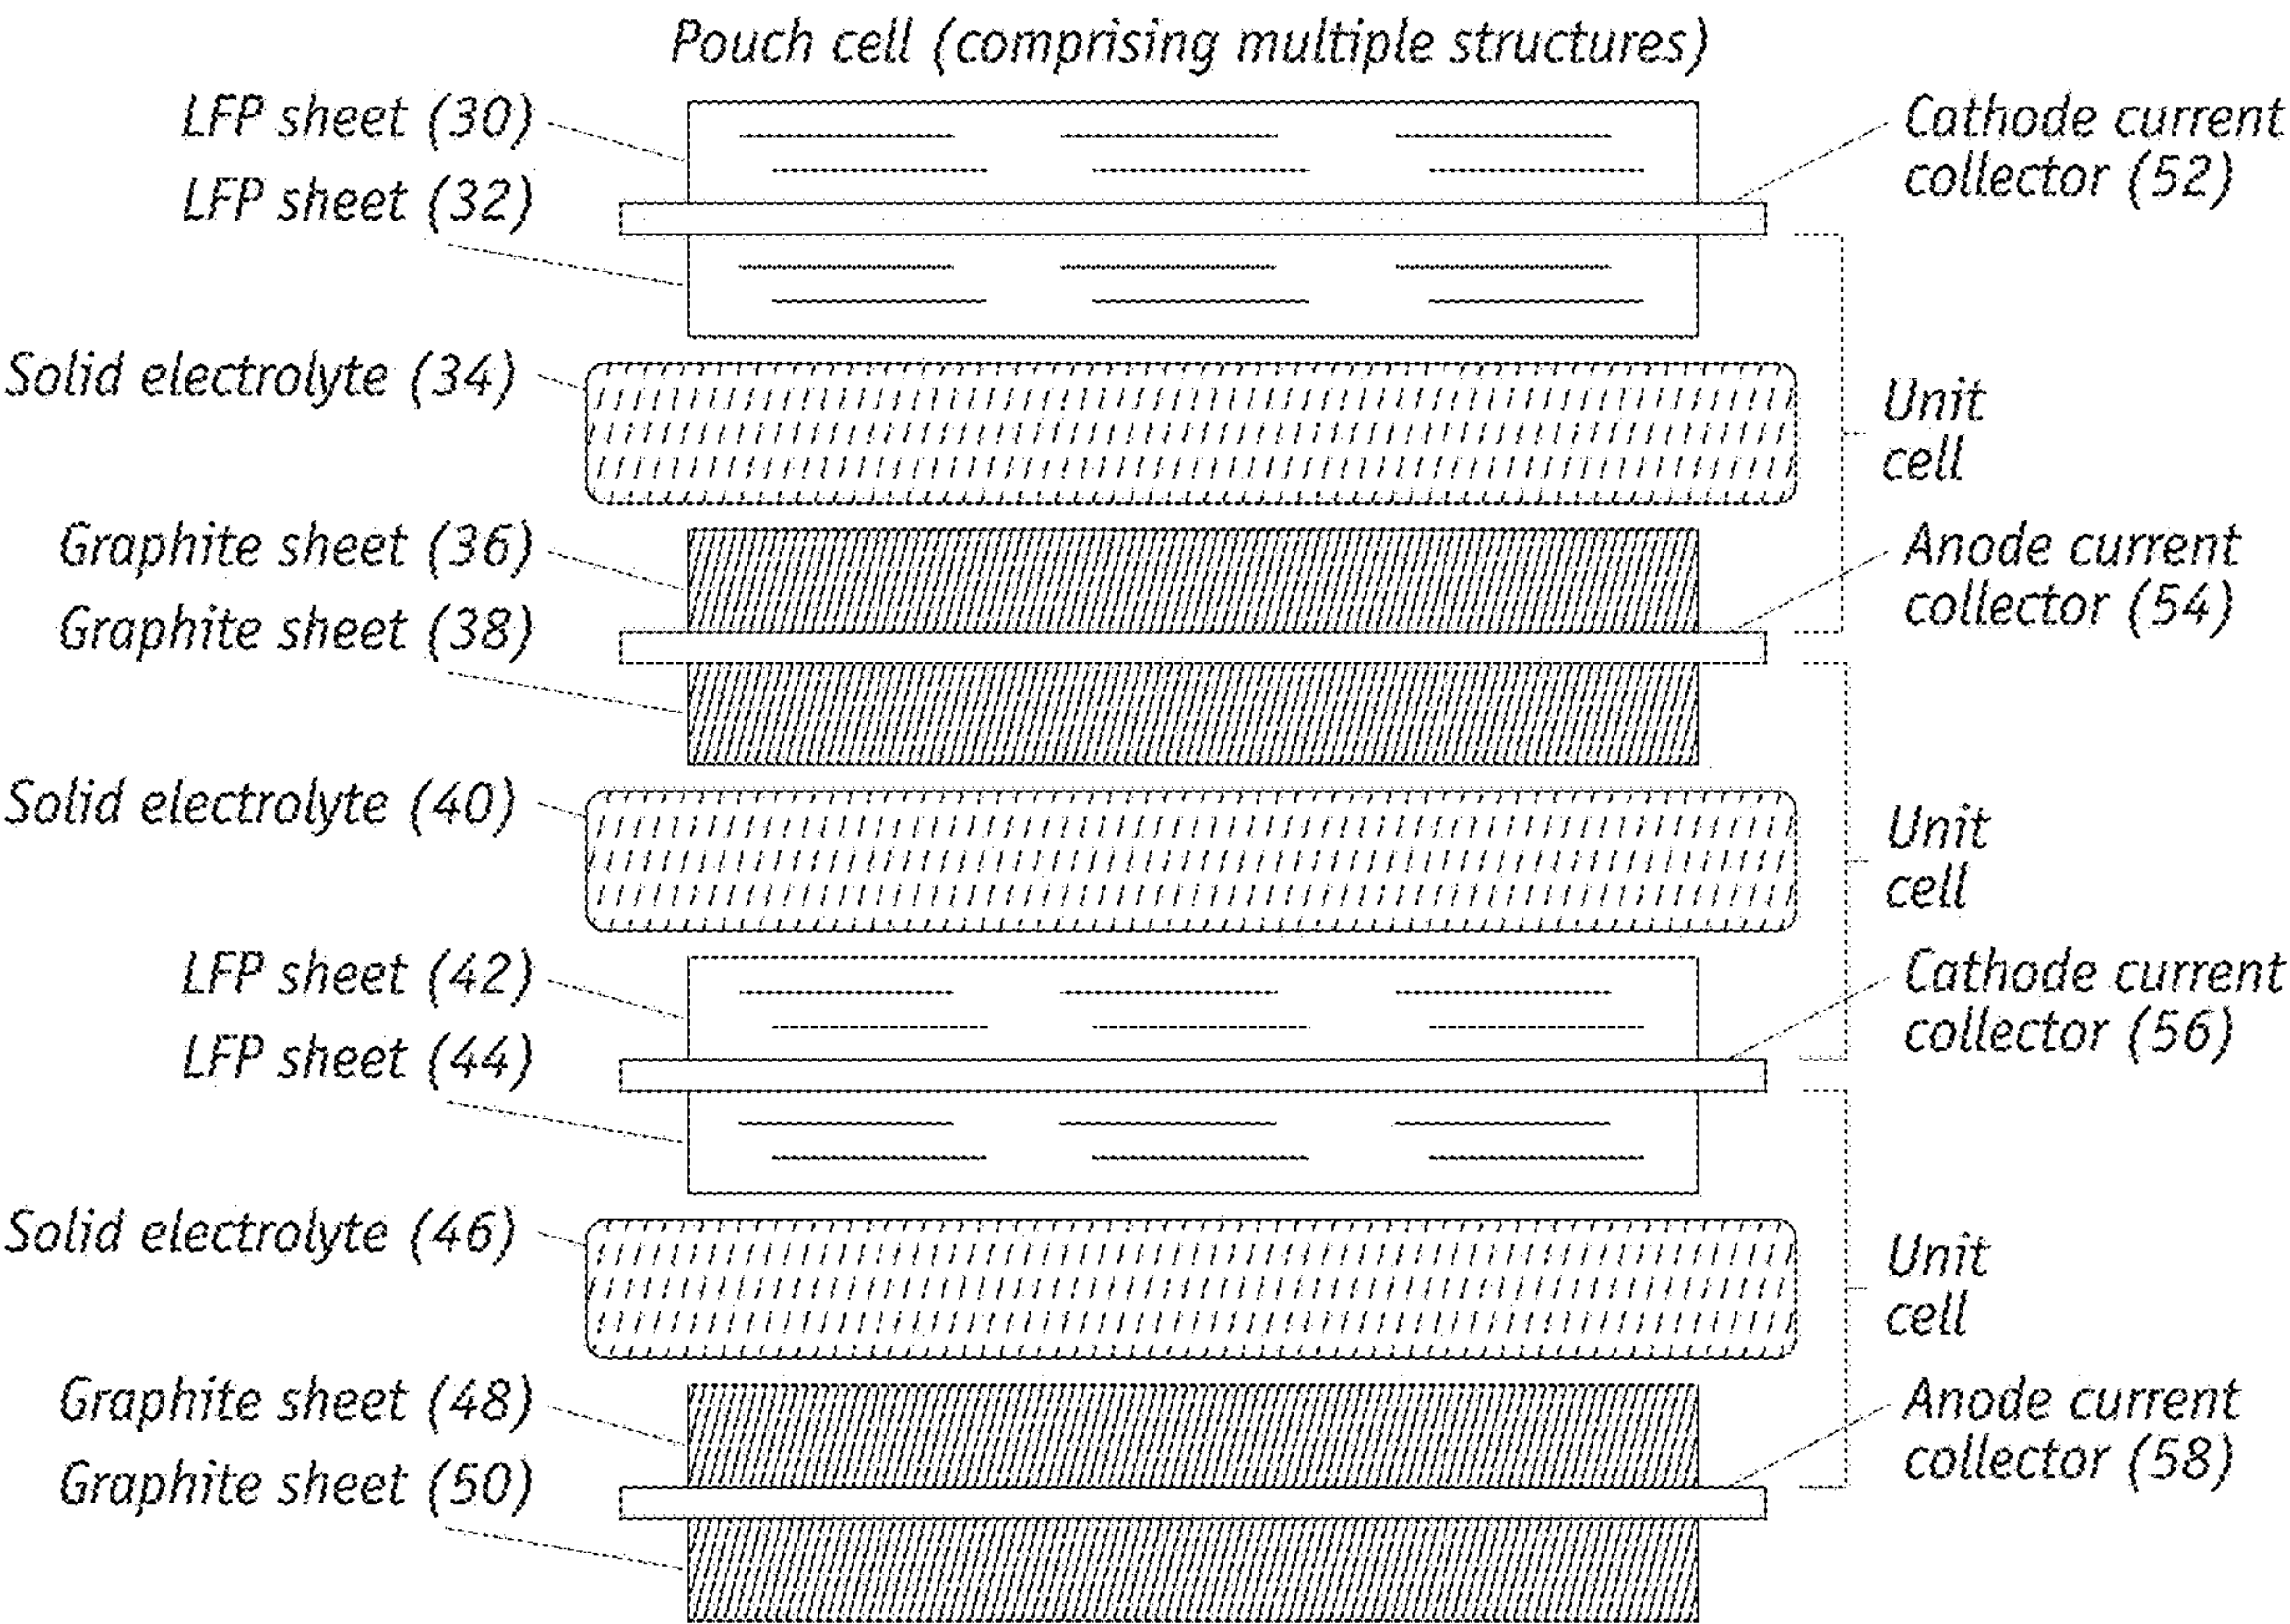 Pouch cell (comprising multiple structures)
LFP sheet (30)
Cathode current
collector (52)
LFP sheet (32)
Solid electrolyte (34)
Unit
cell
Graphite sheet (36)
Anode current
collector (54)
Graphite sheet (38)
Solid electrolyte (40)
Unit
cell
LFP sheet (42)
Cathode current
collector (56)
LFP sheet (44)
Solid electrolyte (46)
Unit
cell
Graphite sheet (48)
Anode current
collector (58)
Graphite sheet (50)